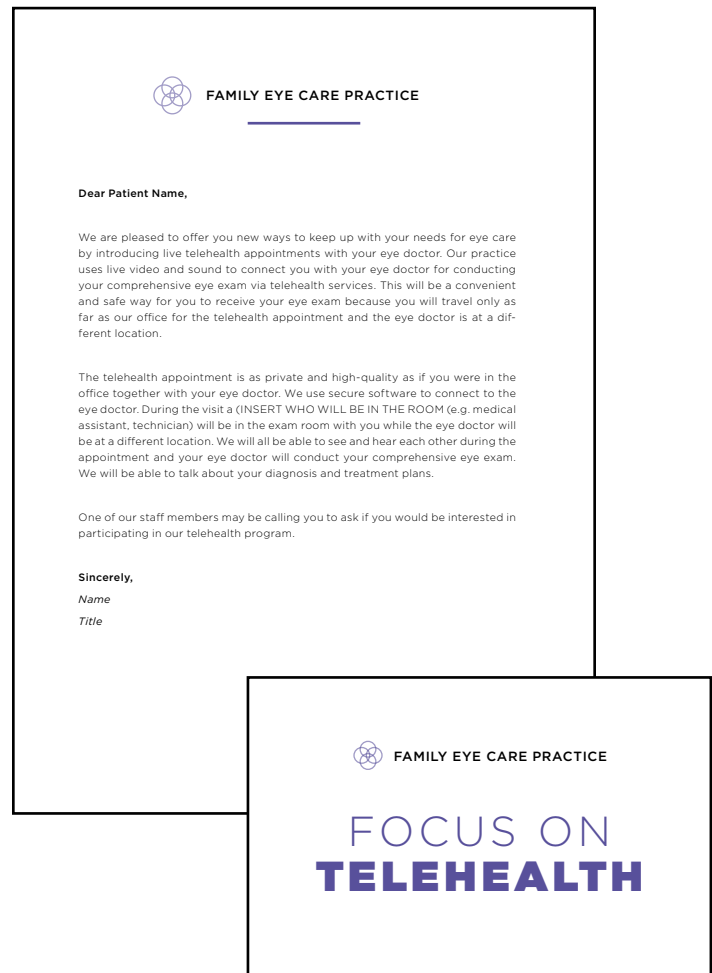 FAMILY EYE CARE PRACTICE
Dear Patient Name,
We are pleased to offer you new ways to keep up with your needs for eye care
by introducing live telehealth appointments with your eye doctor. Our practice
uses live video and sound to connect you with your eye doctor for conducting
your comprehensive eye exam via telehealth services. This will be a convenient
and safe way for you to receive your eye exam because you will travel only as
far as our office for the telehealth appointment and the eye doctor is at a dif-
ferent location.
The telehealth appointment is as private and high-quality as if you were in the
office together with your eye doctor. We use secure software to connect to the
eye doctor. During the visit a (INSERT WHO WILL BE IN THE ROOM (e.g. medical
assistant, technician) will be in the exam room with you while the eye doctor will
be at a different location. We will all be able to see and hear each other during the
appointment and your eye doctor will conduct your comprehensive eye exam.
We will be able to talk about your diagnosis and treatment plans.
One of our staff members may be calling you to ask if you would be interested in
participating in our telehealth program.
Sincerely,
Name
Title
FAMILY EYE CARE PRACTICE
FOCUS ON
TELEHEALTH